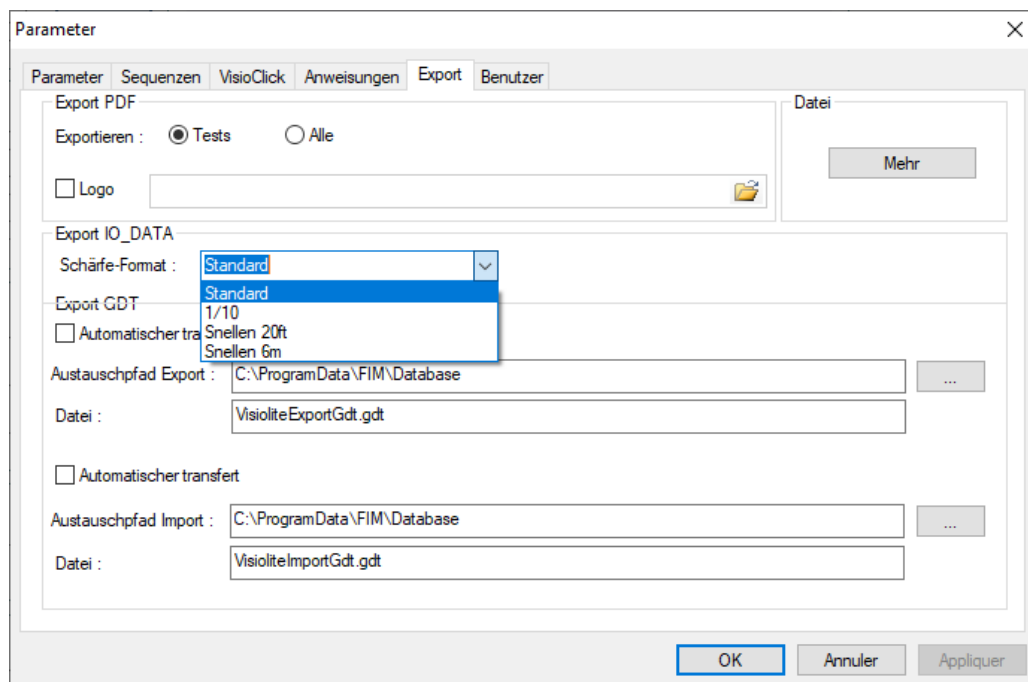 Parameter
Parameter Sequenzen VisioClick Anweisungen Export Benutzer
Export PDF
Exportieren : Tests Alle
Logo
Datei
Mehr
Export IO_DATA
Schärfe-Format : Standard
Standard
1/10
Snellen 20ft
Snellen 6m
Export GDT
Automatischer tra
Austauschpfad Export : C:\ProgramData\FIM\Database ...
Datei : VisioliteExportGdt.gdt
Automatischer transfert
Austauschpfad Import : C:\ProgramData\FIM\Database ...
Datei : VisioliteImportGdt.gdt
OK Annuler Appliquer